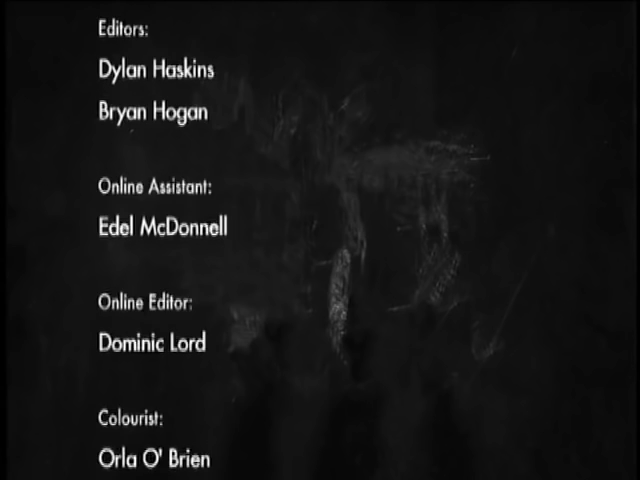 Editors:
Dylan Haskins
Bryan Hogan
Online Assistant:
Edel McDonnell
Online Editor:
Dominic Lord
Colourist:
Orla O' Brien